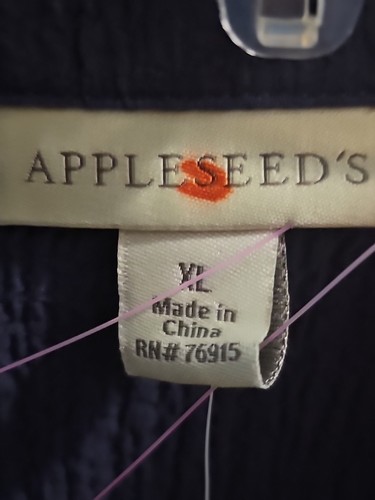 APPLESEED'S
XL
Made in
China
RN# 76915